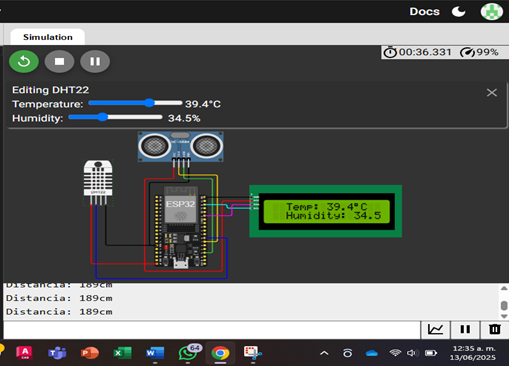 Docs
Simulation
00:36.331 99%
Editing DHT22
Temperature: 39.4°C
Humidity: 34.5%
ESP32
Temp: 39.4°C
Humidity: 34.5
Distancia: 189cm
Distancia: 189cm
Distancia: 189cm
64
12:35 a. m.
13/06/2025